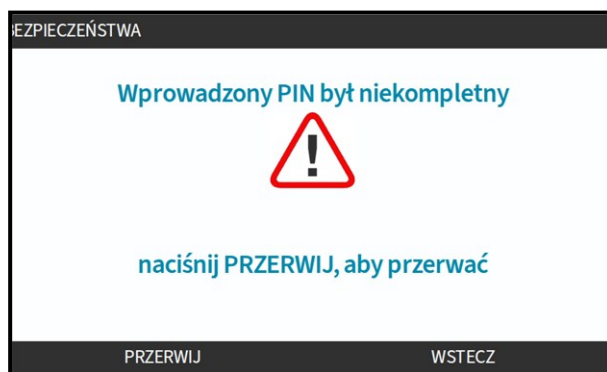 EZPIECZEŃSTWA
Wprowadzony PIN był niekompletny
!
naciśnij PRZERWIJ, aby przerwać
PRZERWIJ WSTECZ